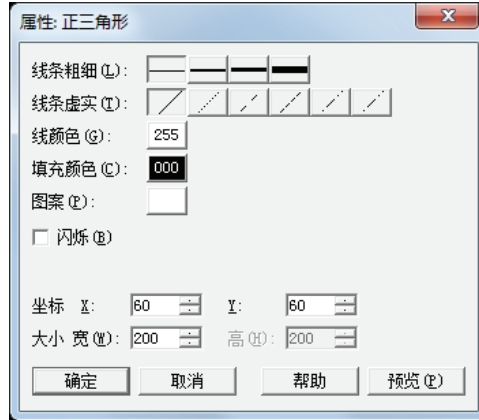 属性: 正三角形
线条粗细(L):
线条虚实(T):
线颜色(G): 255
填充颜色(C): 000
图案(P):
闪烁(B)
坐标 X: 60 Y: 60
大小 宽(W): 200 高(H): 200
确定 取消 帮助 预览(P)